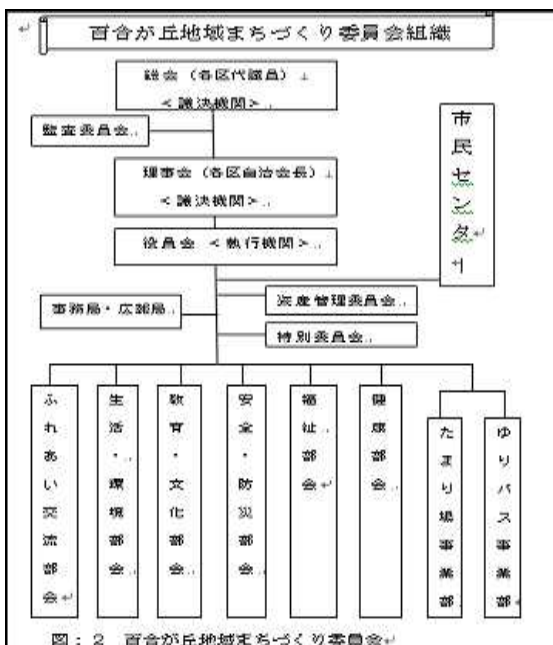 百合が丘地域まちづくり委員会組織
総会（各区代議員）
＜議決機関＞
監査委員会
理事会（各区自治会長）
＜議決機関＞
役員会 ＜執行機関＞
市民センター
事務局・広報局
資産管理委員会
特別委員会
ふれあい交流部会
生活・環境部会
教育・文化部会
安全・防災部会
福祉部会
健康部会
たまり場事業部
ゆりバス事業部
図：２ 百合が丘地域まちづくり委員会